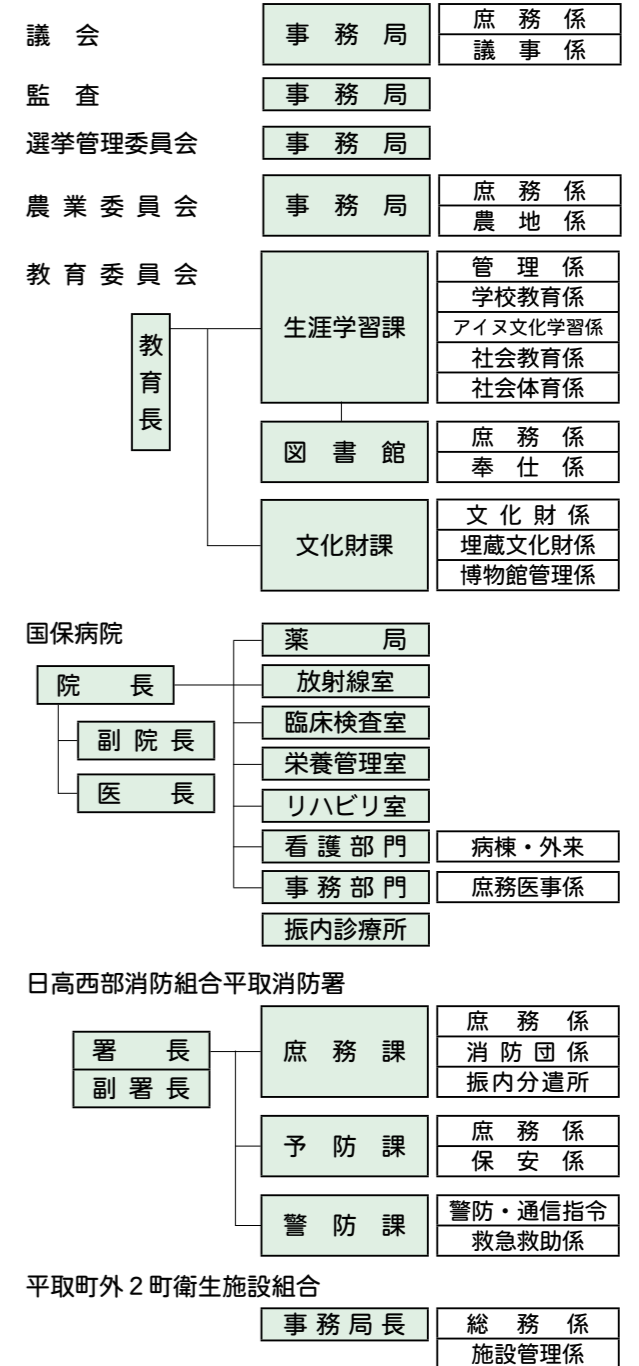 議　会
事　務　局
庶　務　係
議　事　係
監　査
事　務　局
選挙管理委員会
事　務　局
農 業 委 員 会
事　務　局
庶　務　係
農　地　係
教 育 委 員 会
教育長
生涯学習課
管　理　係
学校教育係
アイヌ文化学習係
社会教育係
社会体育係
図　書　館
庶　務　係
奉　仕　係
文化財課
文 化 財 係
埋蔵文化財係
博物館管理係
国保病院
院　長
副 院 長
医　長
薬　局
放射線室
臨床検査室
栄養管理室
リハビリ室
看 護 部 門
病棟・外来
事 務 部 門
庶務医事係
振内診療所
日高西部消防組合平取消防署
署　長
副 署 長
庶　務　課
庶　務　係
消 防 団 係
振内分遣所
予　防　課
庶　務　係
保　安　係
警　防　課
警防・通信指令
救急救助係
平取町外２町衛生施設組合
事 務 局 長
総　務　係
施設管理係